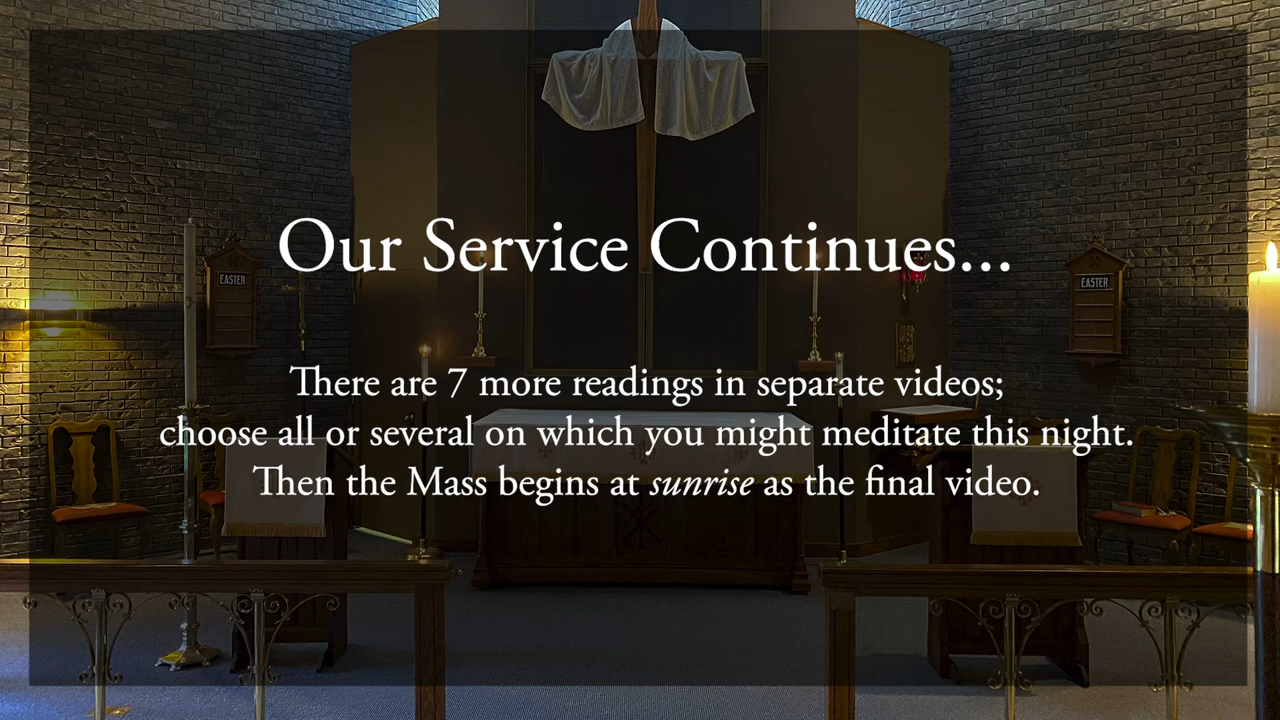 Our Service Continues...
EASTER
EASTER
There are 7 more readings in separate videos;
choose all or several on which you might meditate this night.
Then the Mass begins at sunrise as the final video.